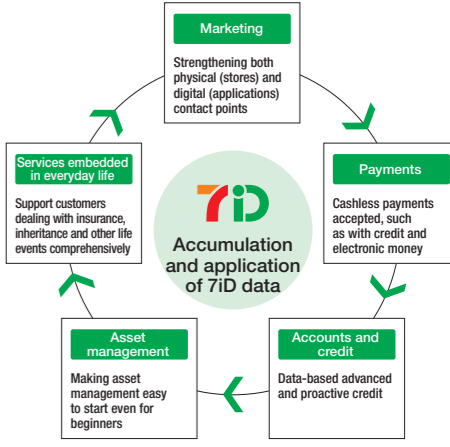 Marketing
Strengthening both
physical (stores) and
digital (applications)
contact points
Payments
Cashless payments
accepted, such
as with credit and
electronic money
Accounts and credit
Data-based advanced
and proactive credit
Asset
management
Making asset
management easy
to start even for
beginners
Services embedded
in everyday life
Support customers
dealing with insurance,
inheritance and other life
events comprehensively
7iD
Accumulation
and application
of 7iD data